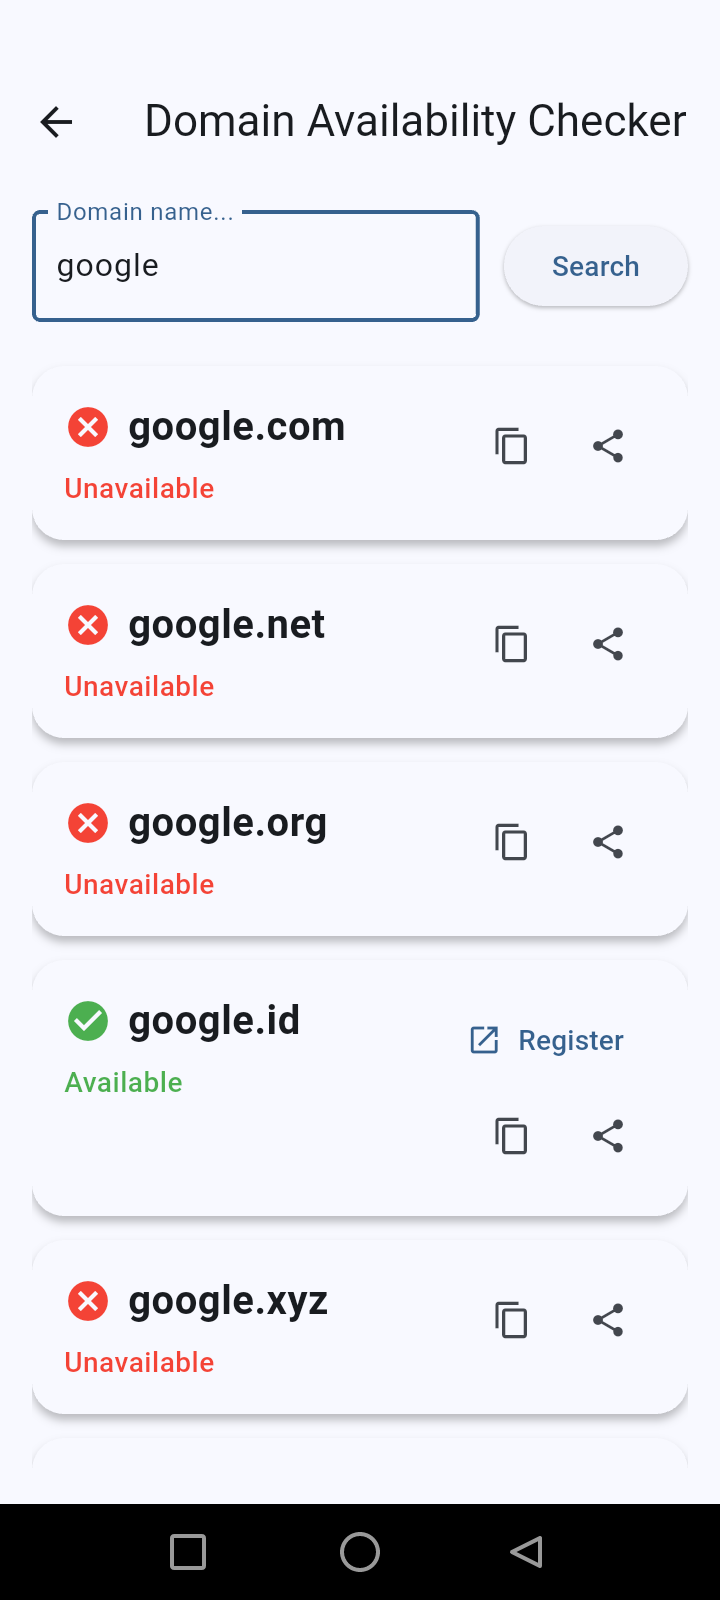 Domain Availability Checker
Domain name...
google
Search
google.com
Unavailable
google.net
Unavailable
google.org
Unavailable
google.id
Register
Available
google.xyz
Unavailable